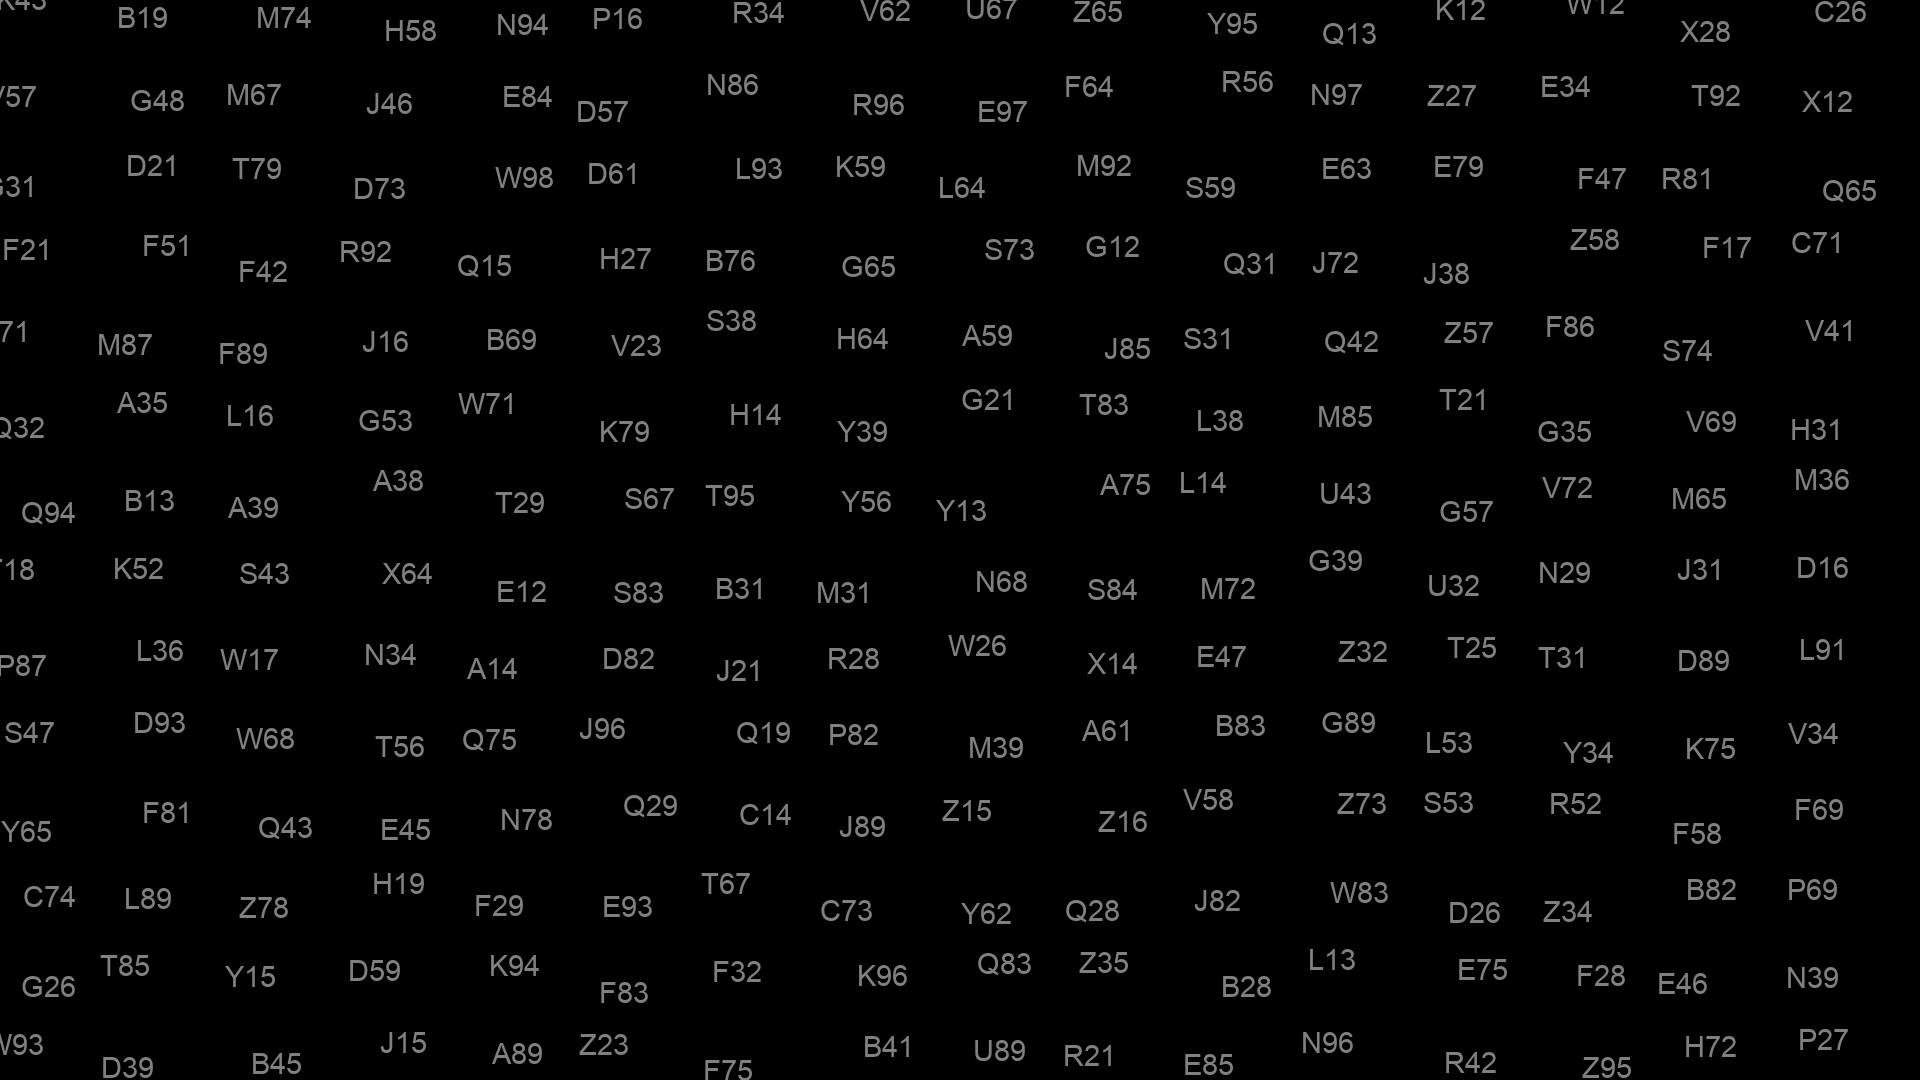 B19 M74 H58 N94 P16 R34 V62 U67 Z65 Y95 Q13 K12 W12 X28 C26
G48 M67 J46 E84 D57 N86 R96 E97 F64 R56 N97 Z27 E34 T92 X12
D21 T79 D73 W98 D61 L93 K59 L64 M92 S59 E63 E79 F47 R81 Q65
F21 F51 F42 R92 Q15 H27 B76 G65 S73 G12 Q31 J72 J38 Z58 F17 C71
71 M87 F89 J16 B69 V23 S38 H64 A59 J85 S31 Q42 Z57 F86 S74 V41
Q32 A35 L16 G53 W71 K79 H14 Y39 G21 T83 L38 M85 T21 G35 V69 H31
Q94 B13 A39 A38 T29 S67 T95 Y56 Y13 A75 L14 U43 G57 V72 M65 M36
18 K52 S43 X64 E12 S83 B31 M31 N68 S84 M72 G39 U32 N29 J31 D16
P87 L36 W17 N34 A14 D82 J21 R28 W26 X14 E47 Z32 T25 T31 D89 L91
S47 D93 W68 T56 Q75 J96 Q19 P82 M39 A61 B83 G89 L53 Y34 K75 V34
Y65 F81 Q43 E45 N78 Q29 C14 J89 Z15 Z16 V58 Z73 S53 R52 F58 F69
C74 L89 Z78 H19 F29 E93 T67 C73 Y62 Q28 J82 W83 D26 Z34 B82 P69
G26 T85 Y15 D59 K94 F83 F32 K96 Q83 Z35 B28 L13 E75 F28 E46 N39
W93 D39 B45 J15 A89 Z23 F75 B41 U89 R21 E85 N96 R42 Z95 H72 P27